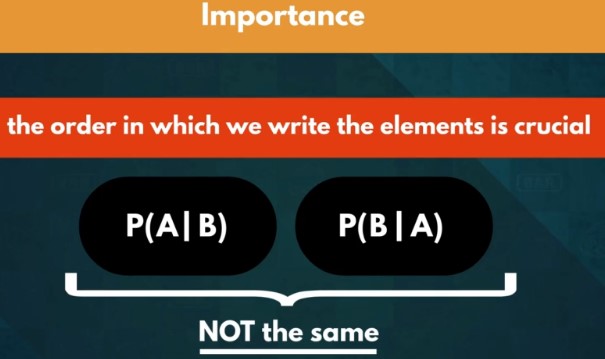 Importance
the order in which we write the elements is crucial
P(A|B) P(B|A)
NOT the same